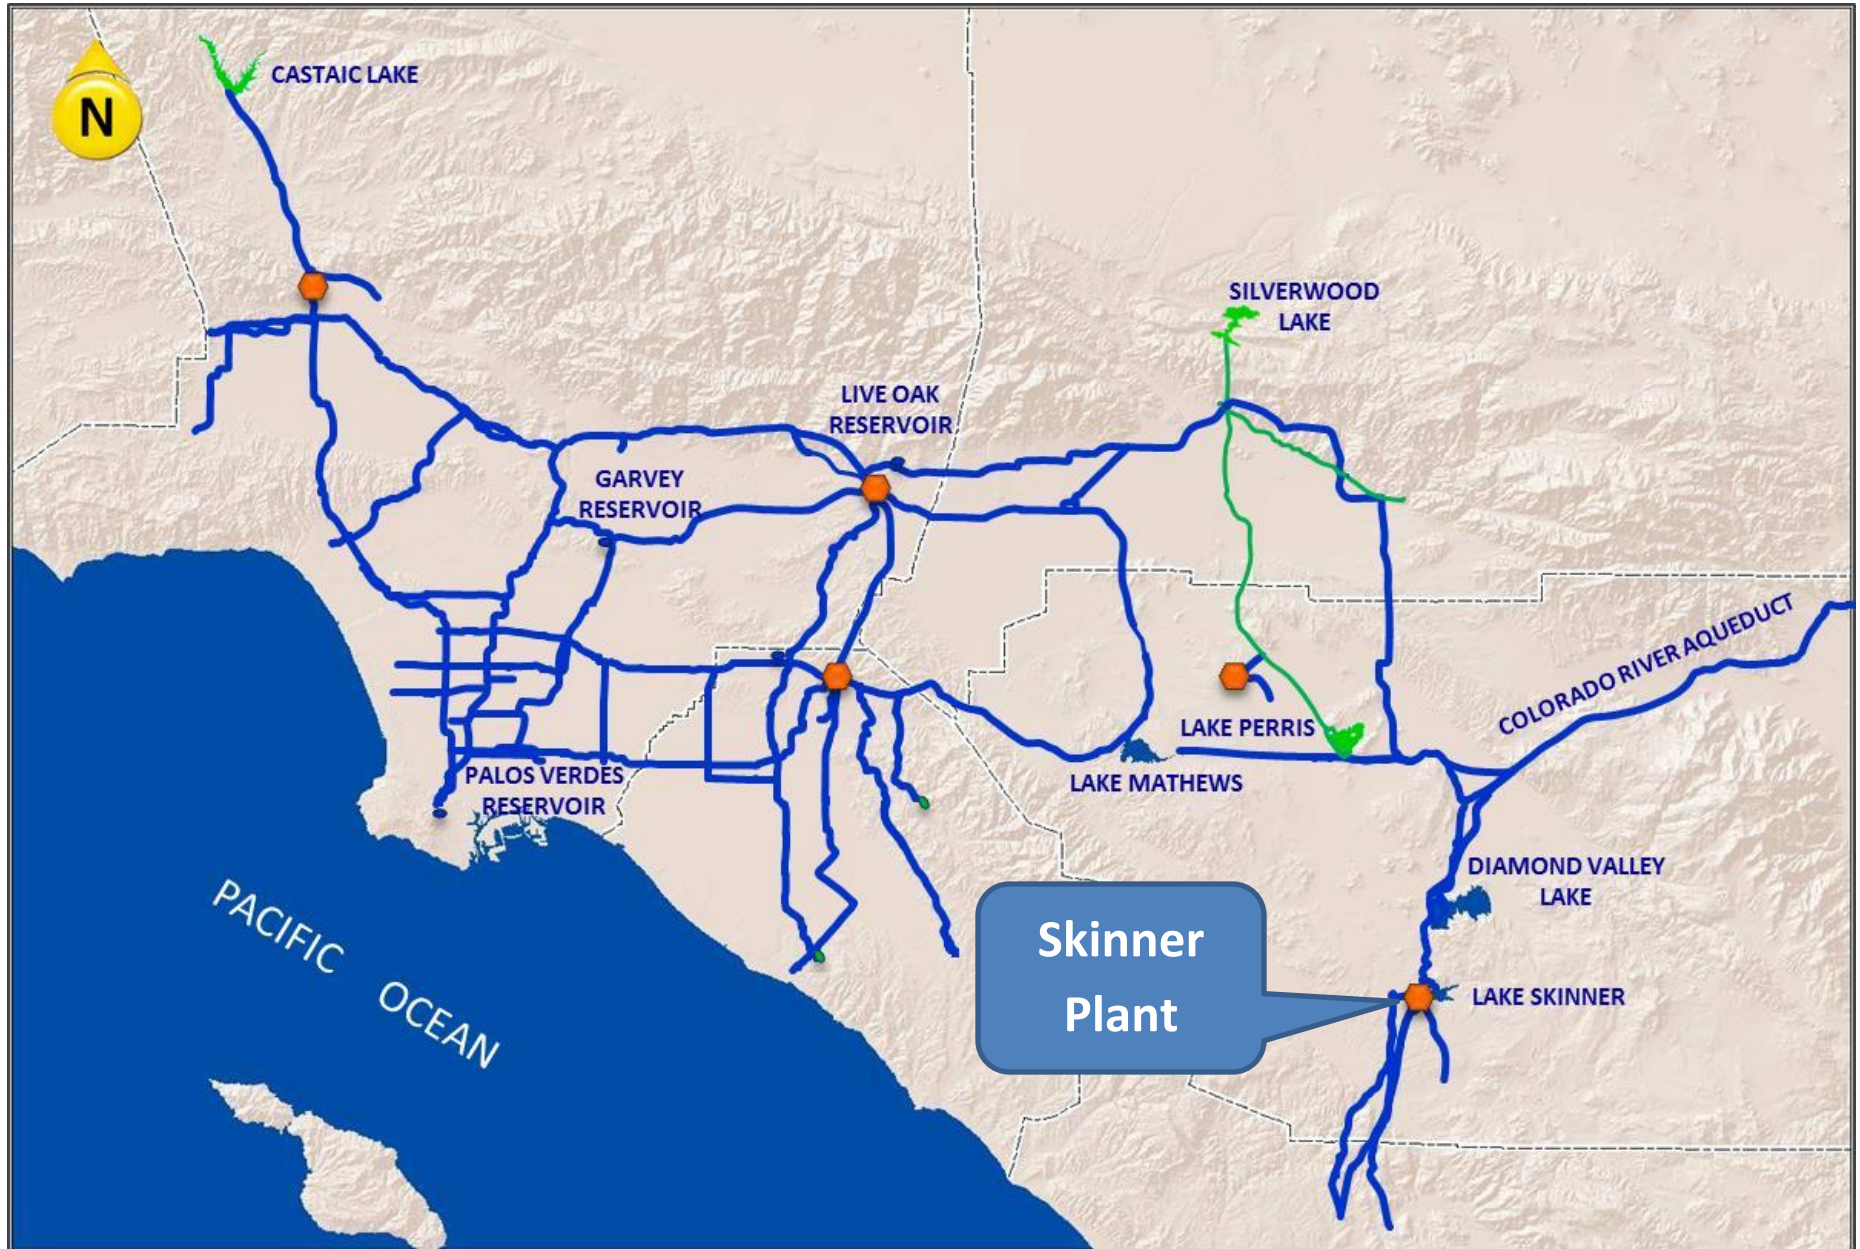 N
CASTAIC LAKE
SILVERWOOD
LAKE
LIVE OAK
RESERVOIR
GARVEY
RESERVOIR
COLORADO RIVER AQUEDUCT
LAKE PERRIS
LAKE MATHEWS
PALOS VERDES
RESERVOIR
DIAMOND VALLEY
LAKE
Skinner
Plant
LAKE SKINNER
PACIFIC OCEAN